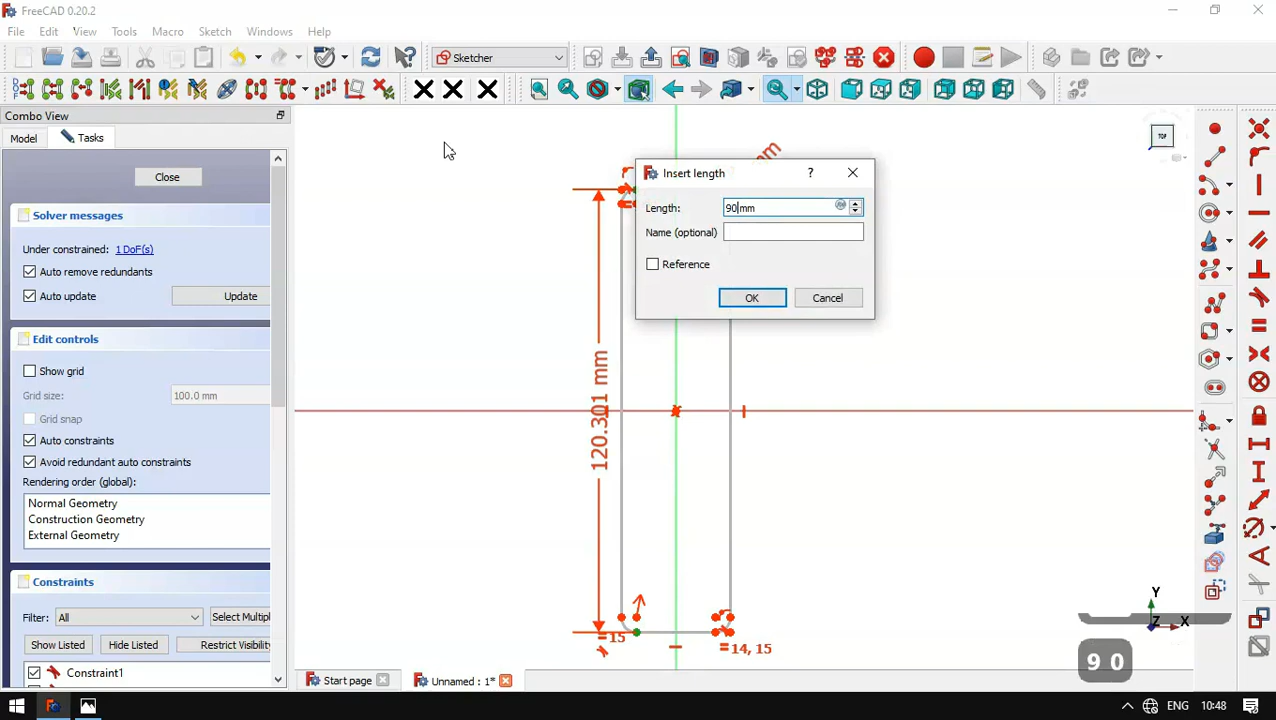 FreeCAD 0.20.2
File Edit View Tools Macro Sketch Windows Help
Sketcher
Combo View
Model Tasks
Close
Solver messages
Under constrained: 1 DoF(s)
Auto remove redundants
Auto update Update
Edit controls
Show grid
Grid size: 100.0 mm
Grid snap
Auto constraints
Avoid redundant auto constraints
Rendering order (global):
Normal Geometry
Construction Geometry
External Geometry
Constraints
Filter: All Select Multipl
Show Listed Hide Listed Restrict Visibility
Constraint1
mm
Insert length ?
Length: 90 mm
Name (optional)
Reference
OK Cancel
120.301 mm
=15
=14, 15
TOP
Y
Z X
9 0
Start page Unnamed : 1*
ENG 10:48